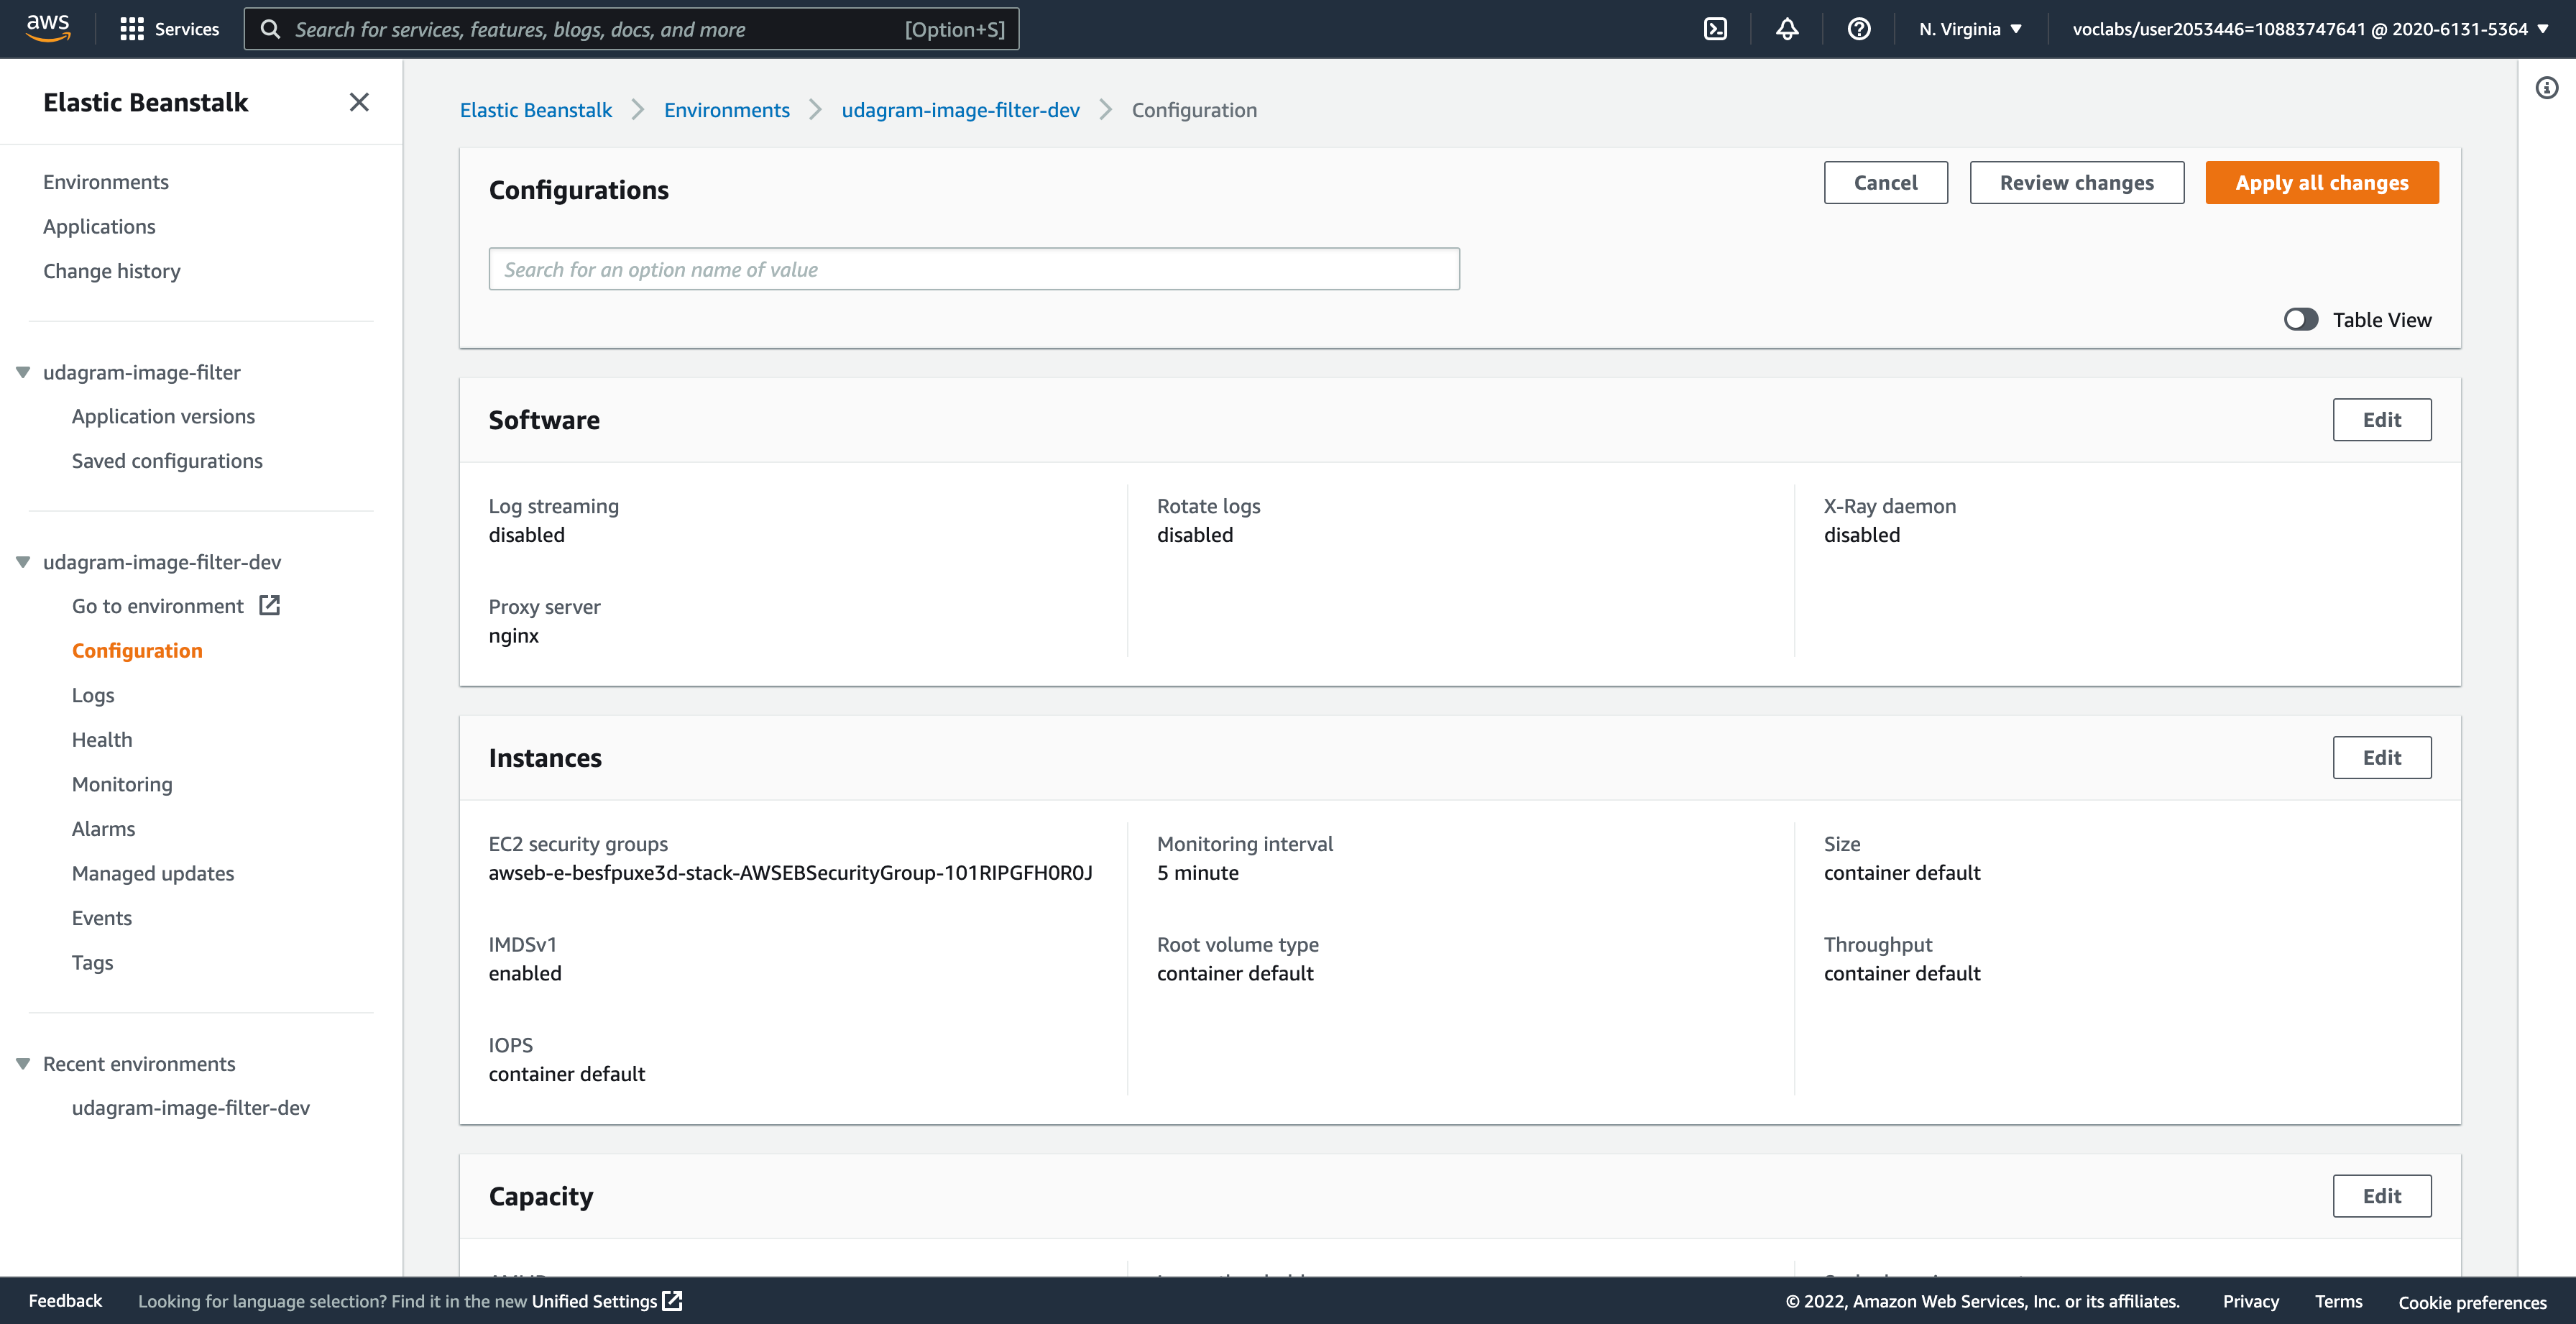 aws
Services
Search for services, features, blogs, docs, and more
[Option+S]
N. Virginia
voclabs/user2053446=10883747641 @ 2020-6131-5364
Elastic Beanstalk
Environments
Applications
Change history
udagram-image-filter
Application versions
Saved configurations
udagram-image-filter-dev
Go to environment
Configuration
Logs
Health
Monitoring
Alarms
Managed updates
Events
Tags
Recent environments
udagram-image-filter-dev
Elastic Beanstalk
Environments
udagram-image-filter-dev
Configuration
Configurations
Cancel
Review changes
Apply all changes
Search for an option name of value
Table View
Software
Edit
Log streaming
disabled
Rotate logs
disabled
X-Ray daemon
disabled
Proxy server
nginx
Instances
Edit
EC2 security groups
awseb-e-besfpuxe3d-stack-AWSEBSecurityGroup-101RIPGFH0R0J
Monitoring interval
5 minute
Size
container default
IMDSv1
enabled
Root volume type
container default
Throughput
container default
IOPS
container default
Capacity
Edit
Feedback
Looking for language selection? Find it in the new Unified Settings
© 2022, Amazon Web Services, Inc. or its affiliates.
Privacy
Terms
Cookie preferences